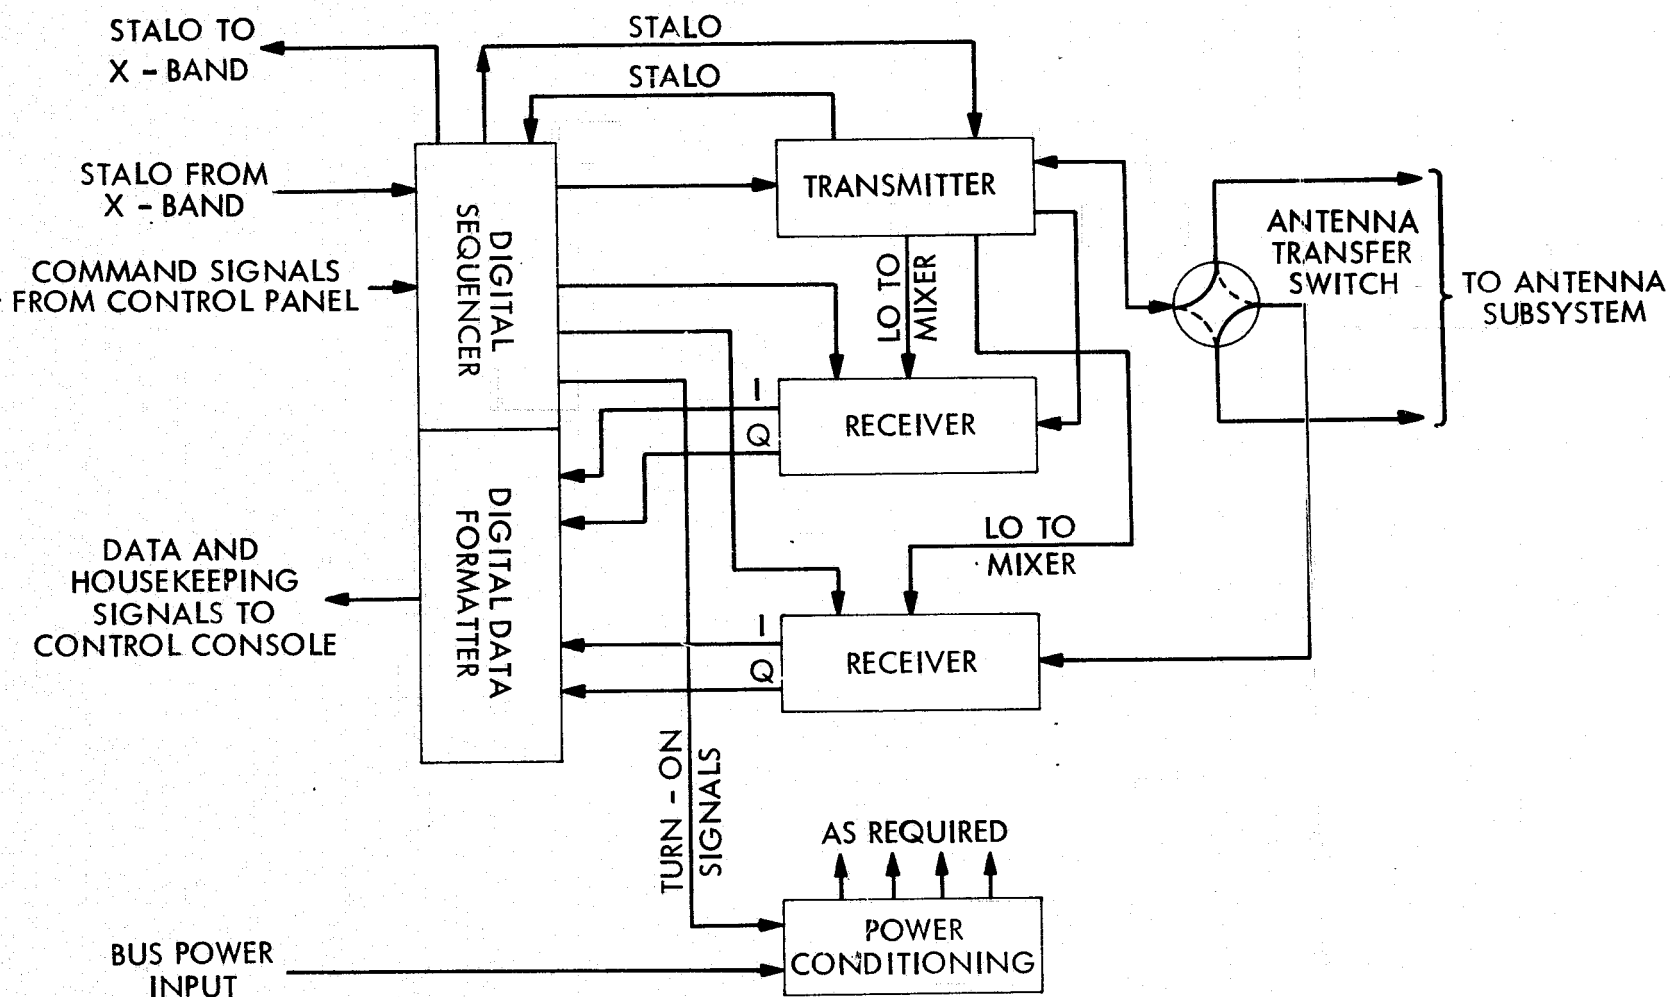 STALO TO
X - BAND
STALO
STALO
STALO FROM
X - BAND
COMMAND SIGNALS
FROM CONTROL PANEL
DIGITAL
SEQUENCER
TRANSMITTER
LO TO
MIXER
ANTENNA
TRANSFER
SWITCH
TO ANTENNA
SUBSYSTEM
I
Q
RECEIVER
DIGITAL DATA
FORMATTER
DATA AND
HOUSEKEEPING
SIGNALS TO
CONTROL CONSOLE
LO TO
MIXER
I
Q
RECEIVER
TURN - ON
SIGNALS
AS REQUIRED
POWER
CONDITIONING
BUS POWER
INPUT